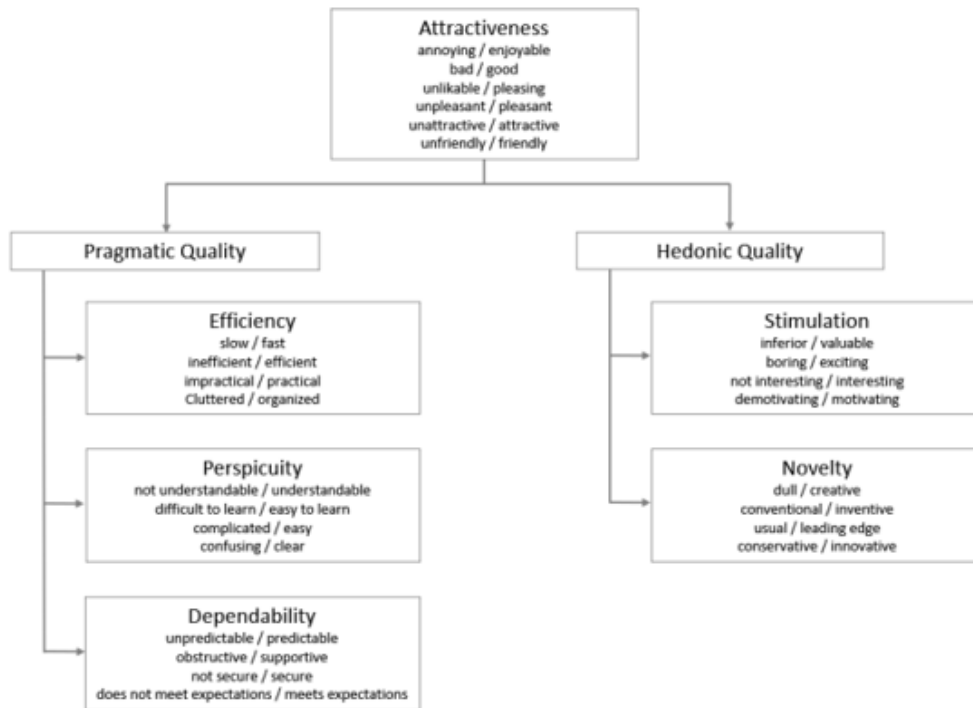 Attractiveness
annoying / enjoyable
bad / good
unlikable / pleasing
unpleasant / pleasant
unattractive / attractive
unfriendly / friendly
Pragmatic Quality
Efficiency
slow / fast
inefficient / efficient
impractical / practical
Cluttered / organized
Perspicuity
not understandable / understandable
difficult to learn / easy to learn
complicated / easy
confusing / clear
Dependability
unpredictable / predictable
obstructive / supportive
not secure / secure
does not meet expectations / meets expectations
Hedonic Quality
Stimulation
inferior / valuable
boring / exciting
not interesting / interesting
demotivating / motivating
Novelty
dull / creative
conventional / inventive
usual / leading edge
conservative / innovative